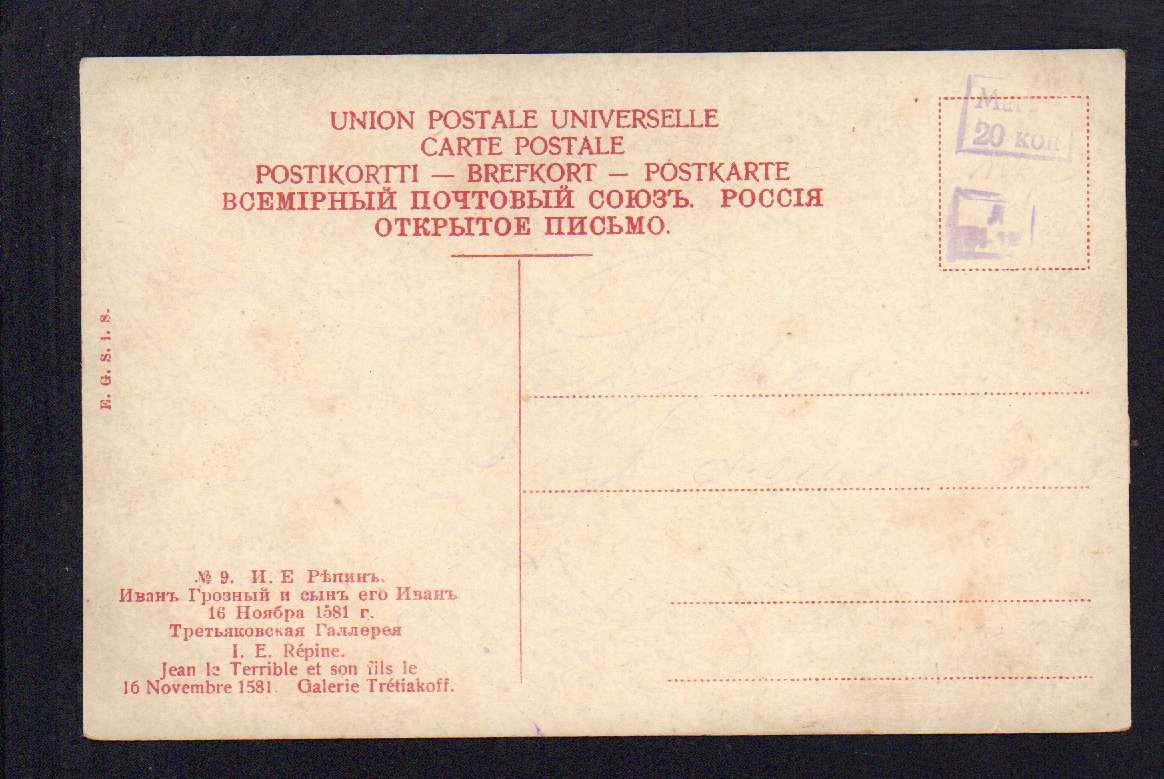 UNION POSTALE UNIVERSELLE
CARTE POSTALE
POSTIKORTTI — BREFKORT — POSTKARTE
ВСЕМІРНЫЙ ПОЧТОВЫЙ СОЮЗЪ. РОССІЯ
ОТКРЫТОЕ ПИСЬМО.
20 коп
E. G. S. i. S.
№ 9. И. Е Рѣпинъ.
Иванъ Грозный и сынъ его Иванъ
16 Ноября 1581 г.
Третьяковская Галлерея
I. E. Répine.
Jean le Terrible et son fils le
16 Novembre 1581. Galerie Trétiakoff.